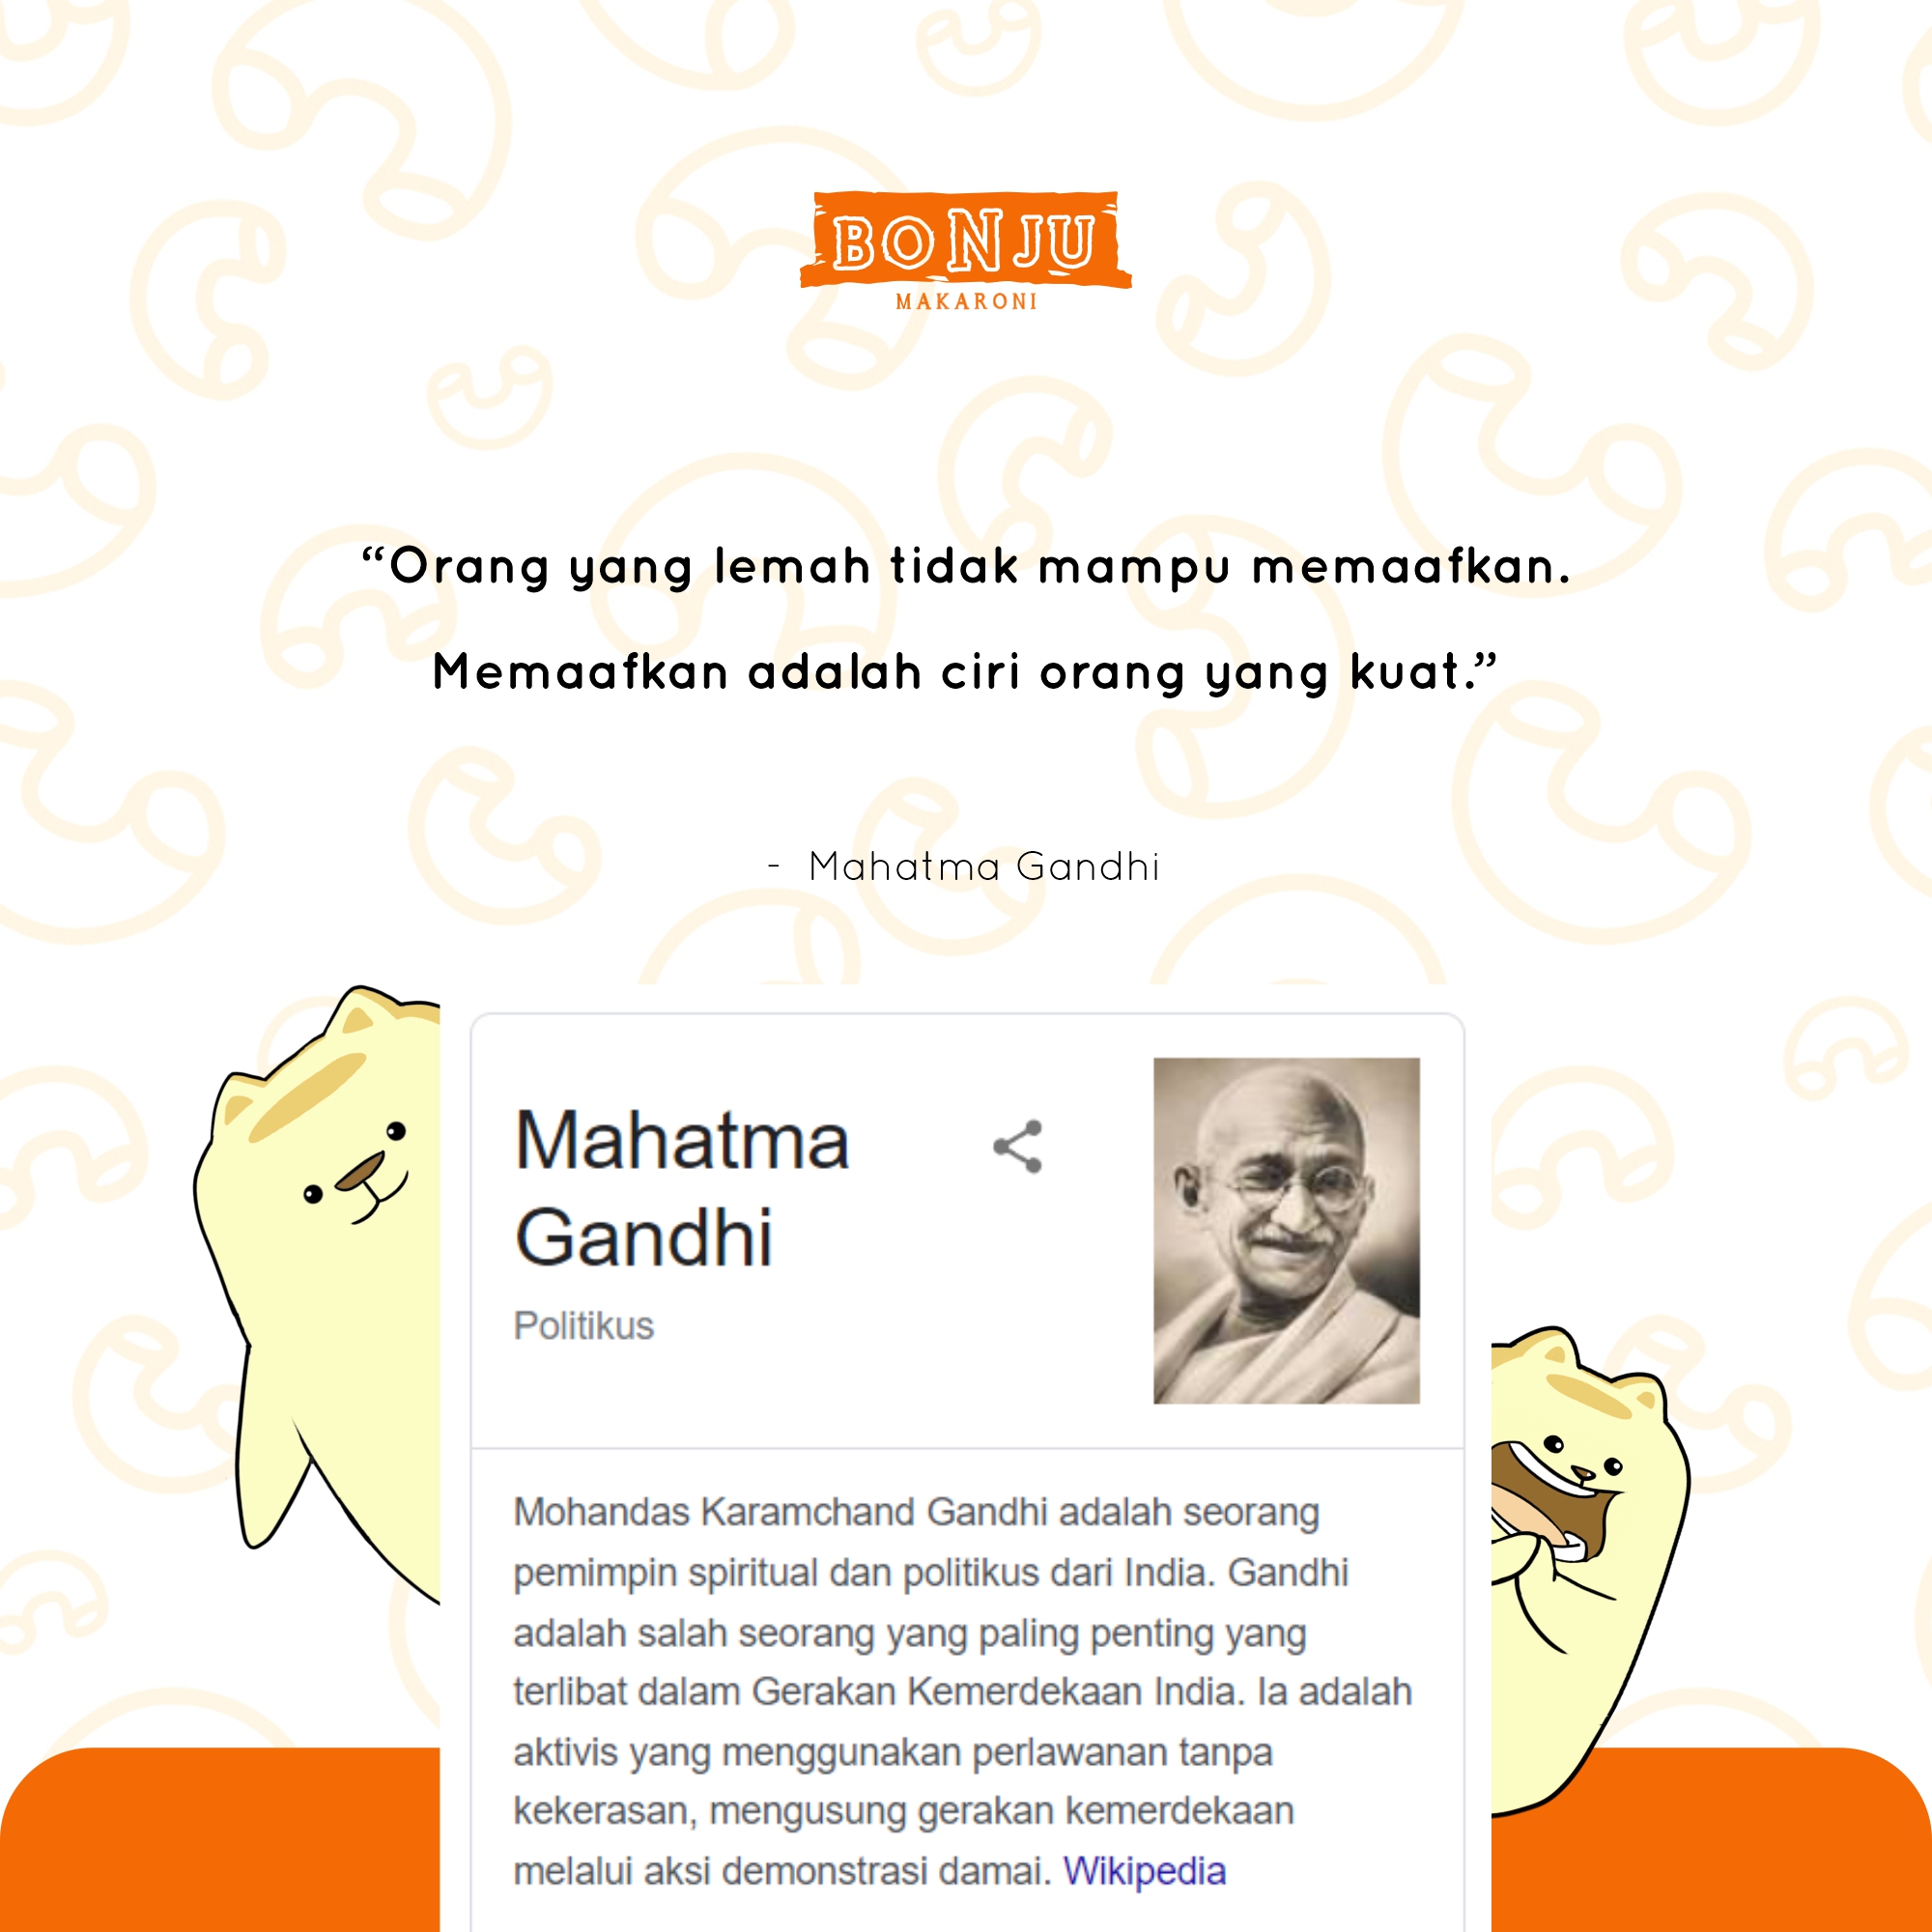 BONJU
MAKARONI
“Orang yang lemah tidak mampu memaafkan.
Memaafkan adalah ciri orang yang kuat.”
- Mahatma Gandhi
Mahatma
Gandhi
Politikus
Mohandas Karamchand Gandhi adalah seorang
pemimpin spiritual dan politikus dari India. Gandhi
adalah salah seorang yang paling penting yang
terlibat dalam Gerakan Kemerdekaan India. Ia adalah
aktivis yang menggunakan perlawanan tanpa
kekerasan, mengusung gerakan kemerdekaan
melalui aksi demonstrasi damai. Wikipedia